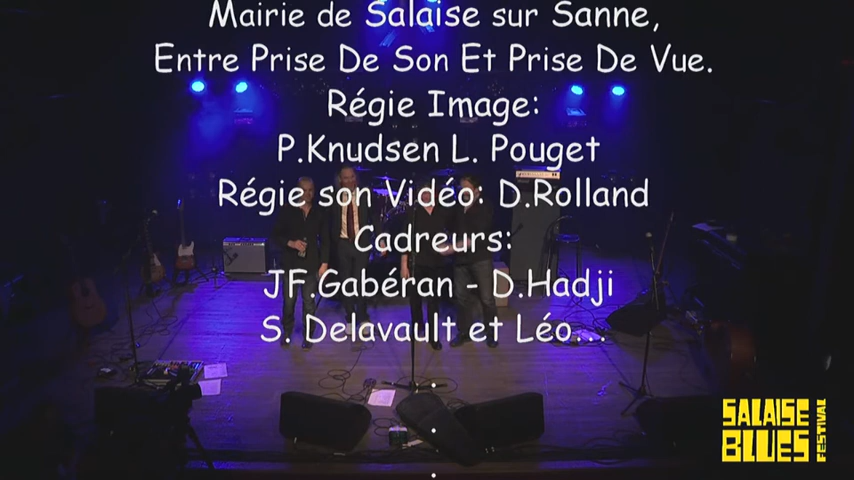 Mairie de Salaise sur Sanne,
Entre Prise De Son Et Prise De Vue.
Régie Image:
P.Knudsen L. Pouget
Régie son Vidéo: D.Rolland
Cadreurs:
JF.Gabéran - D.Hadji
S. Delavault et Léo...
.
.
.
SALAISE
BLUES
FESTIVAL